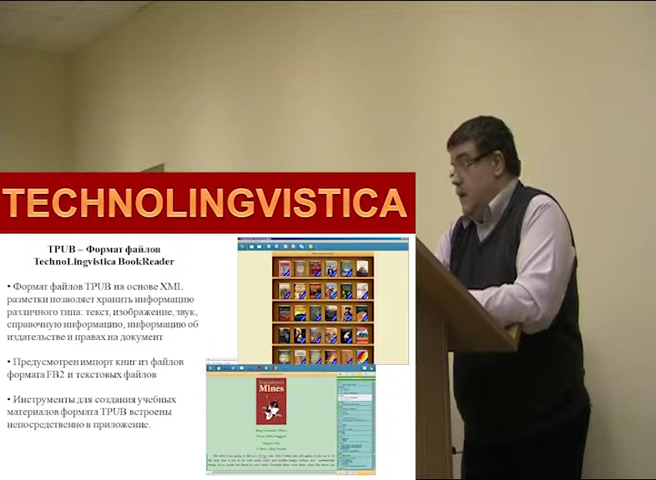 TECHNOLINGVISTICA
TPUB – Формат файлов
TechnoLingvistica BookReader
• Формат файлов TPUB на основе XML
разметки позволяет хранить информацию
различного типа: текст, изображение, звук,
справочную информацию, информацию об
издательстве и правах на документ
• Предусмотрен импорт книг из файлов
формата FB2 и текстовых файлов
• Инструменты для создания учебных
материалов формата TPUB встроены
непосредственно в приложение.
Mines